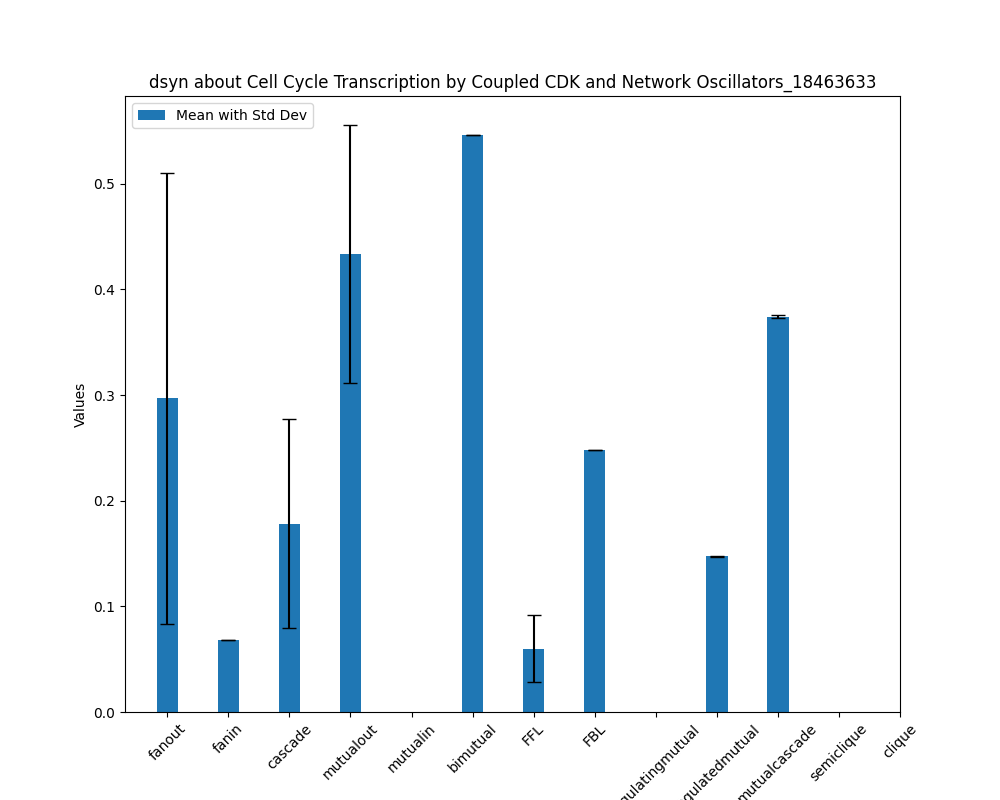 dsyn about Cell Cycle Transcription by Coupled CDK and Network Oscillators_18463633
Mean with Std Dev
Values
0.5
0.4
0.3
0.2
0.1
0.0
fanout
fanin
cascade
mutualout
mutualin
bimutual
FFL
FBL
gulatingmutual
gulatedmutual
mutualcascade
semiclique
clique